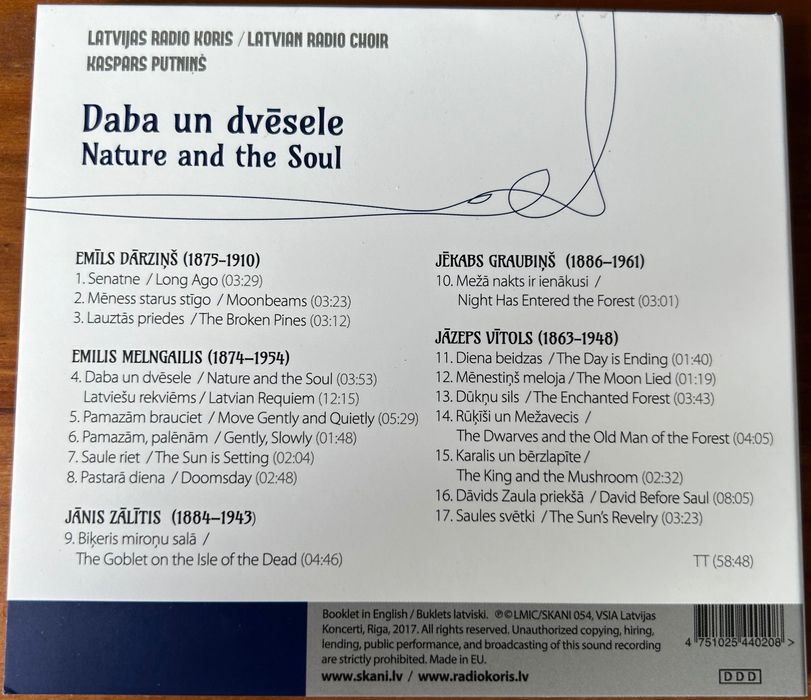 LATVIJAS RADIO KORIS / LATVIAN RADIO CHOIR
KASPARS PUTNIŅŠ
Daba un dvēsele
Nature and the Soul
EMĪLS DĀRZIŅŠ (1875–1910)
1. Senatne / Long Ago (03:29)
2. Mēness starus stīgo / Moonbeams (03:23)
3. Lauztās priedes / The Broken Pines (03:12)
EMILIS MELNGAILIS (1874–1954)
4. Daba un dvēsele / Nature and the Soul (03:53)
Latviešu rekviēms / Latvian Requiem (12:15)
5. Pamazām brauciet / Move Gently and Quietly (05:29)
6. Pamazām, palēnām / Gently, Slowly (01:48)
7. Saule riet / The Sun is Setting (02:04)
8. Pastarā diena / Doomsday (02:48)
JĀNIS ZĀLĪTIS (1884–1943)
9. Biķeris miroņu salā /
The Goblet on the Isle of the Dead (04:46)
JĒKABS GRAUBIŅŠ (1886–1961)
10. Mežā nakts ir ienākusi /
Night Has Entered the Forest (03:01)
JĀZEPS VĪTOLS (1863-1948)
11. Diena beidzas / The Day is Ending (01:40)
12. Mēnestiņš meloja / The Moon Lied (01:19)
13. Dūkņu sils / The Enchanted Forest (03:43)
14. Rūķīši un Mežavecis /
The Dwarves and the Old Man of the Forest (04:05)
15. Karalis un bērzlapīte /
The King and the Mushroom (02:32)
16. Dāvids Zaula priekšā / David Before Saul (08:05)
17. Saules svētki / The Sun's Revelry (03:23)
TT (58:48)
Booklet in English / Buklets latviski. ℗©LMIC/SKANI 054, VSIA Latvijas
Koncerti, Riga, 2017. All rights reserved. Unauthorized copying, hiring,
lending, public performance, and broadcasting of this sound recording
are strictly prohibited. Made in EU.
www.skani.lv / www.radiokoris.lv
4 751025 440208 >
DDD